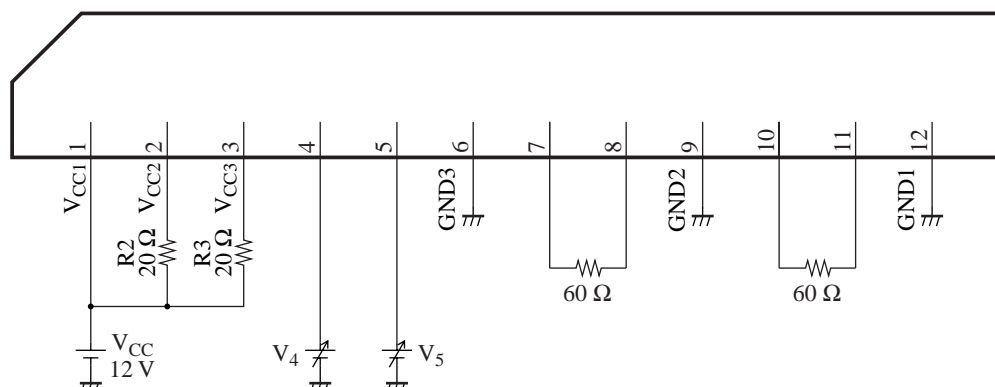 1 2 3 4 5 6 7 8 9 10 11 12
VCC1 VCC2 VCC3 GND3 GND2 GND1
R2 20 Ω R3 20 Ω
60 Ω 60 Ω
VCC
12 V
V4 V5